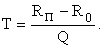 T = (R_П − R_0) / Q.